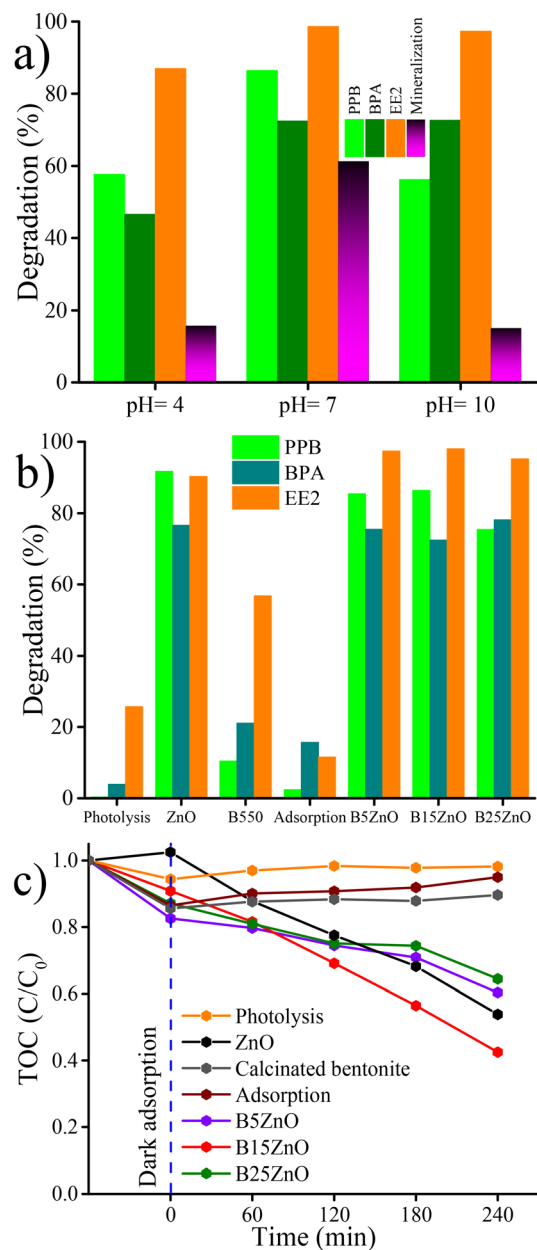 a)
Degradation (%)
100
80
60
40
20
0
PPB
BPA
EE2
Mineralization
pH= 4
pH= 7
pH= 10
b)
Degradation (%)
100
80
60
40
20
0
PPB
BPA
EE2
Photolysis
ZnO
B550
Adsorption
B5ZnO
B15ZnO
B25ZnO
c)
TOC (C/C0)
1.0
0.8
0.6
0.4
0.2
0.0
Dark adsorption
Photolysis
ZnO
Calcinated bentonite
Adsorption
B5ZnO
B15ZnO
B25ZnO
0
60
120
180
240
Time (min)